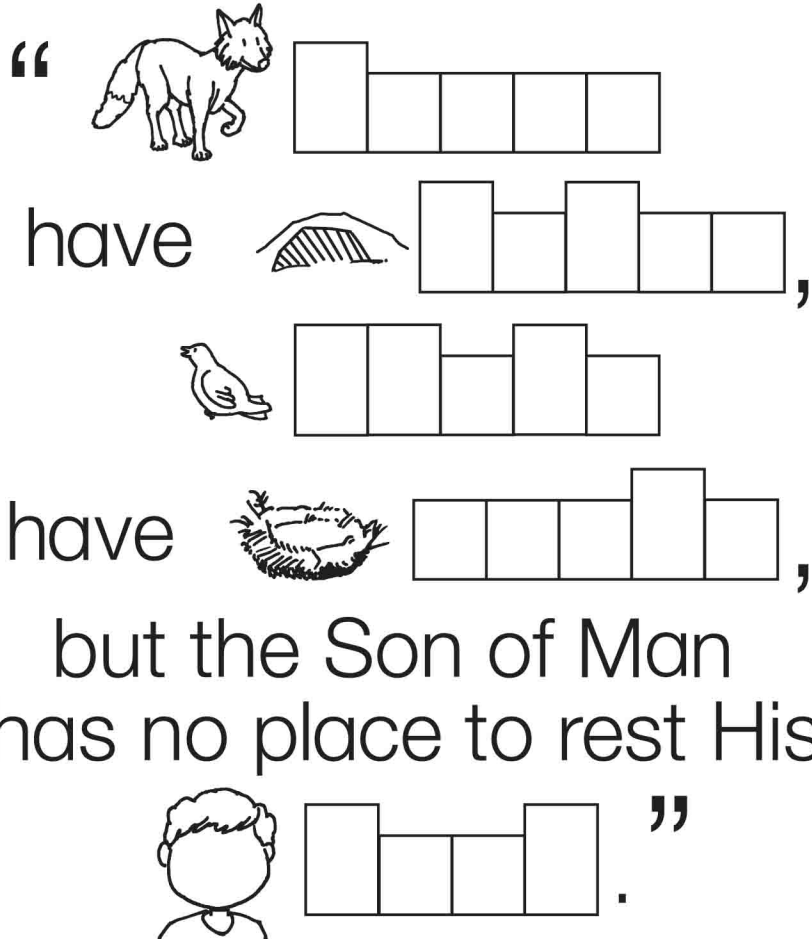 “
have ,
have ,
but the Son of Man
has no place to rest His
.”